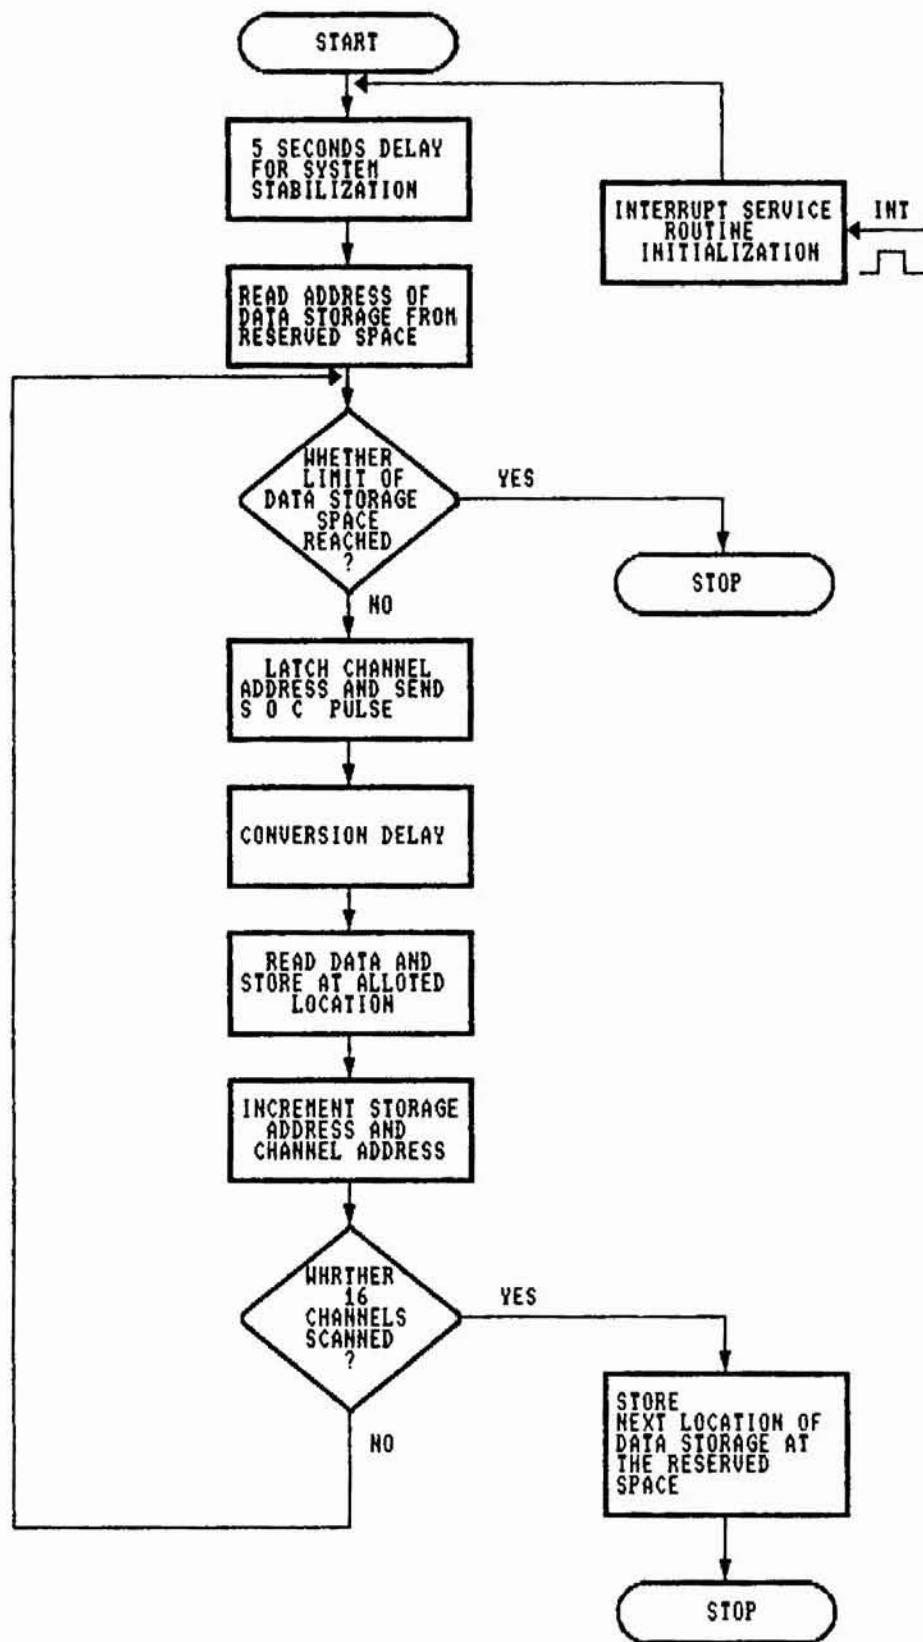 START
5 SECONDS DELAY
FOR SYSTEM
STABILIZATION
INTERRUPT SERVICE
ROUTINE
INITIALIZATION
INT
READ ADDRESS OF
DATA STORAGE FROM
RESERVED SPACE
WHETHER
LIMIT OF
DATA STORAGE
SPACE
REACHED
?
YES
STOP
NO
LATCH CHANNEL
ADDRESS AND SEND
S O C PULSE
CONVERSION DELAY
READ DATA AND
STORE AT ALLOTED
LOCATION
INCREMENT STORAGE
ADDRESS AND
CHANNEL ADDRESS
WHRTHER
16
CHANNELS
SCANNED
?
YES
NO
STORE
NEXT LOCATION OF
DATA STORAGE AT
THE RESERVED
SPACE
STOP